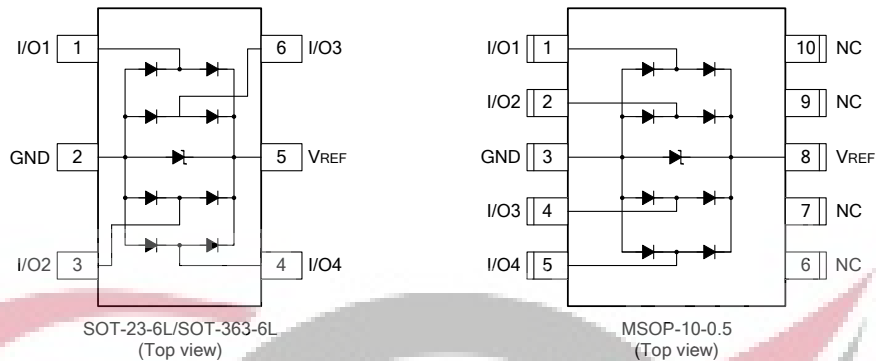 I/O1 1 6 I/O3
GND 2 5 VREF
I/O2 3 4 I/O4
SOT-23-6L/SOT-363-6L
(Top view)
I/O1 1 10 NC
I/O2 2 9 NC
GND 3 8 VREF
I/O3 4 7 NC
I/O4 5 6 NC
MSOP-10-0.5
(Top view)